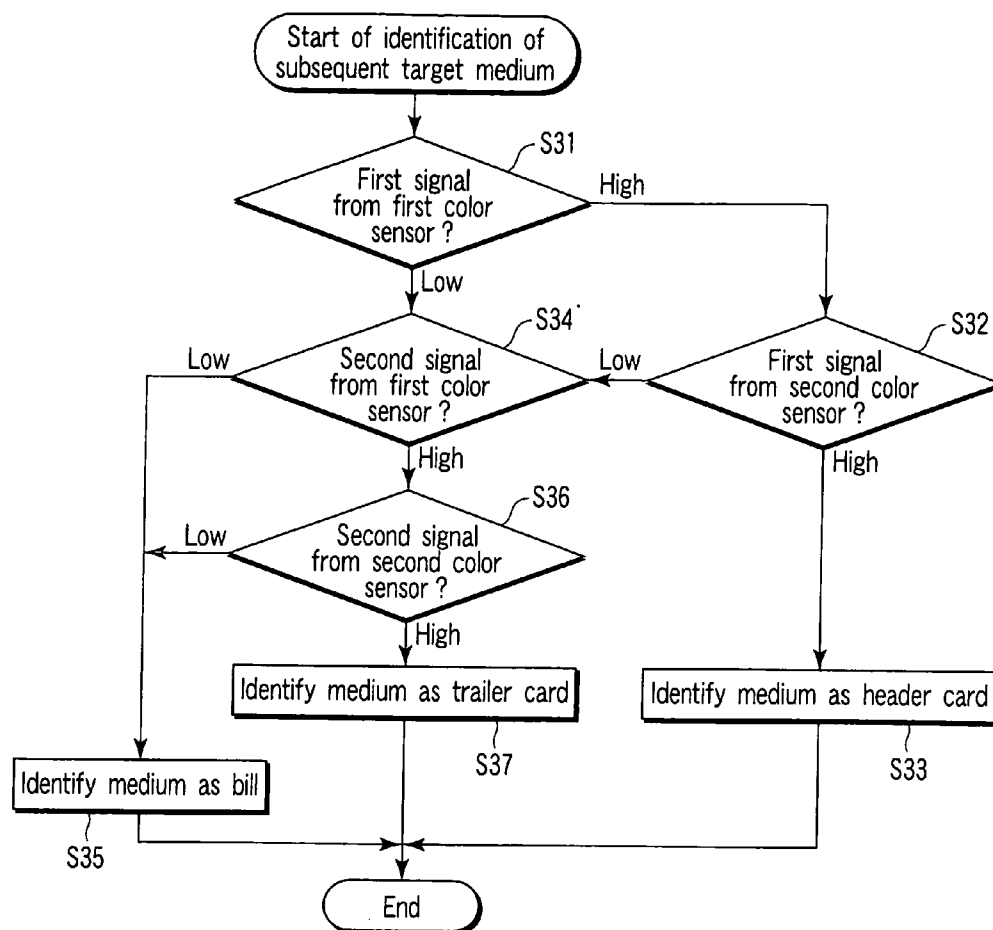 Start of identification of
subsequent target medium
S31
First signal
from first color
sensor?
High
Low
S34
Second signal
from first color
sensor?
Low
Low
S32
First signal
from second color
sensor?
High
High
S36
Second signal
from second color
sensor?
Low
High
Identify medium as trailer card
S37
Identify medium as header card
S33
Identify medium as bill
S35
End